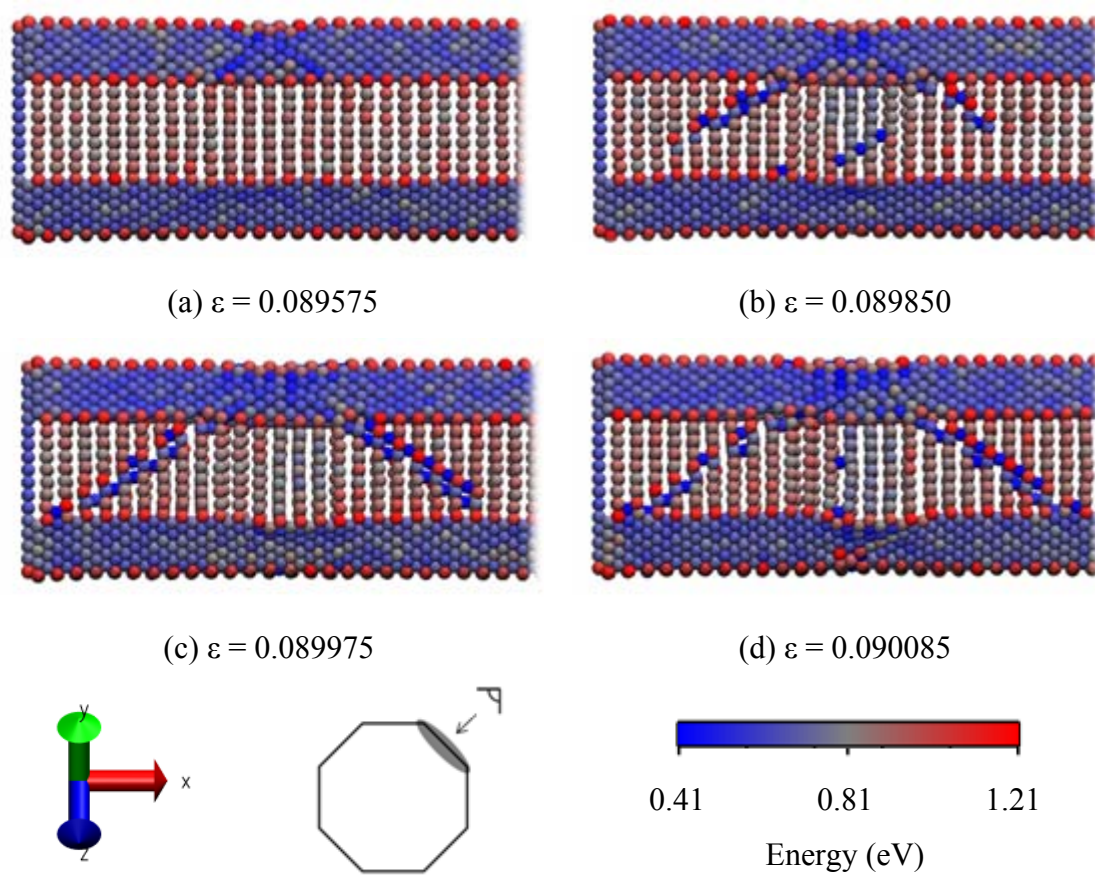 (a) ε = 0.089575
(b) ε = 0.089850
(c) ε = 0.089975
(d) ε = 0.090085
y
x
z
0.41
0.81
1.21
Energy (eV)